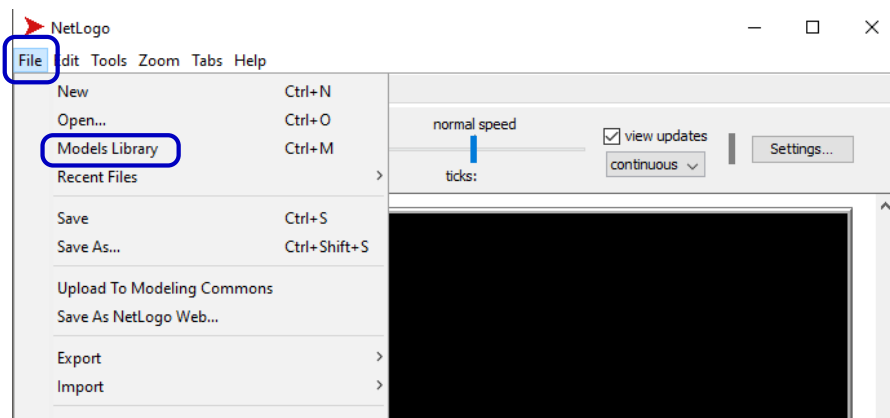 NetLogo
File Edit Tools Zoom Tabs Help
New Ctrl+N
Open... Ctrl+O
Models Library Ctrl+M
Recent Files
Save Ctrl+S
Save As... Ctrl+Shift+S
Upload To Modeling Commons
Save As NetLogo Web...
Export
Import
normal speed
ticks:
view updates
continuous
Settings...